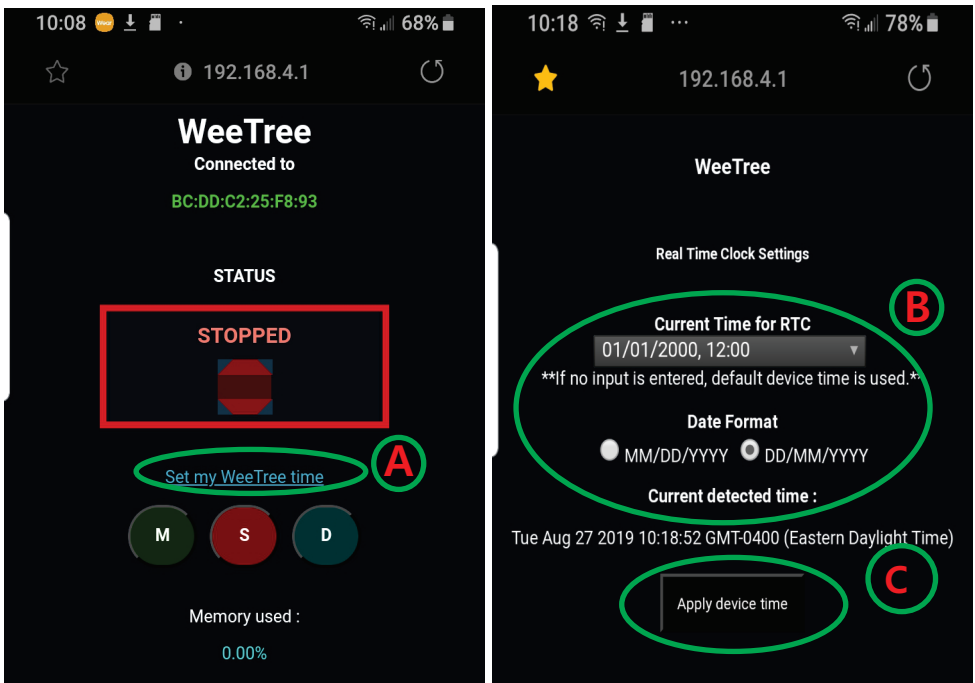 10:08 Wear 68%
192.168.4.1
WeeTree
Connected to
BC:DD:C2:25:F8:93
STATUS
STOPPED
Set my WeeTree time
A
M S D
Memory used :
0.00%
10:18 78%
192.168.4.1
WeeTree
Real Time Clock Settings
B
Current Time for RTC
01/01/2000, 12:00
**If no input is entered, default device time is used.**
Date Format
MM/DD/YYYY DD/MM/YYYY
Current detected time :
Tue Aug 27 2019 10:18:52 GMT-0400 (Eastern Daylight Time)
C
Apply device time